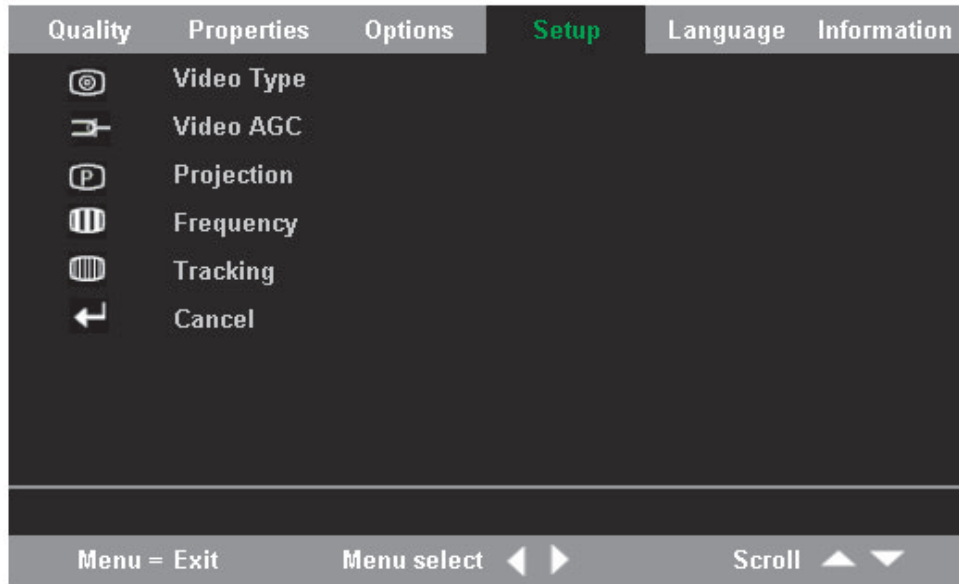 Quality Properties Options Setup Language Information
Video Type
Video AGC
P Projection
Frequency
Tracking
Cancel
Menu = Exit Menu select Scroll